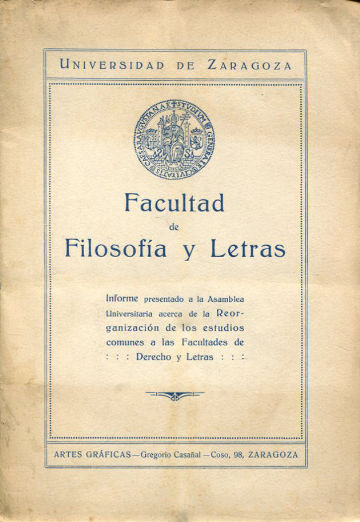 UNIVERSIDAD DE ZARAGOZA
Facultad
de
Filosofía y Letras
Informe presentado a la Asamblea
Universitaria acerca de la Reor-
ganización de los estudios
comunes a las Facultades de
: : : Derecho y Letras : : :
ARTES GRÁFICAS—Gregorio Casañal—Coso, 98, ZARAGOZA